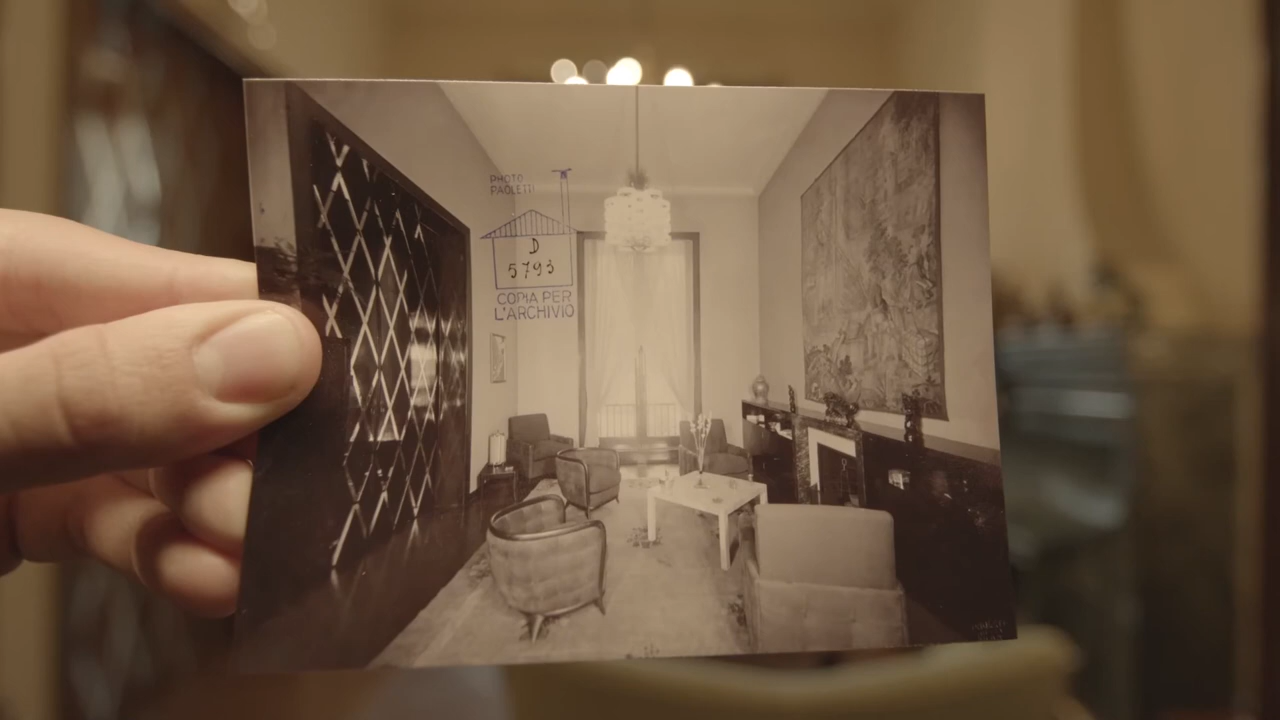 PHOTO
PAOLETTI
D
5793
COPIA PER
L'ARCHIVIO